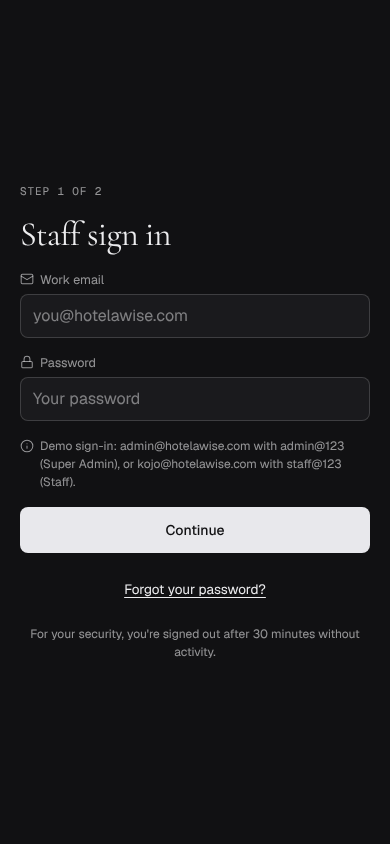 STEP 1 OF 2
Staff sign in
Work email
you@hotelawise.com
Password
Your password
Demo sign-in: admin@hotelawise.com with admin@123
(Super Admin), or kojo@hotelawise.com with staff@123
(Staff).
Continue
Forgot your password?
For your security, you're signed out after 30 minutes without
activity.